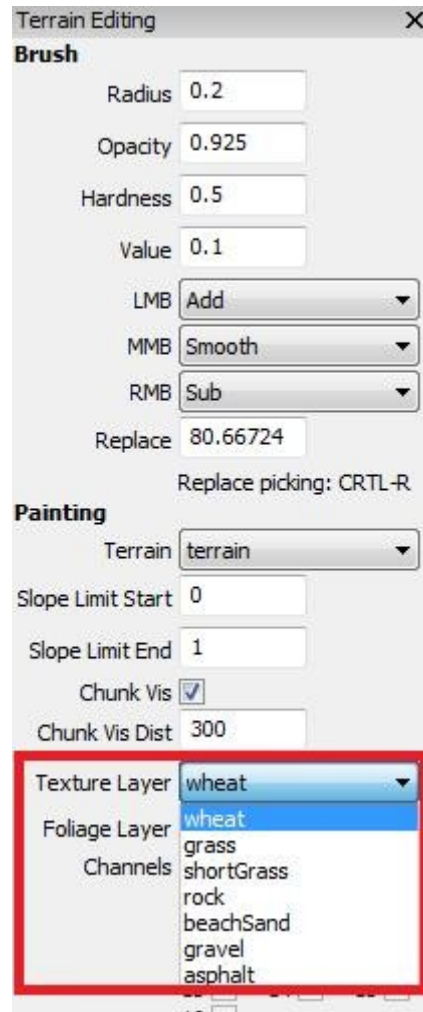 Terrain Editing
Brush
Radius 0.2
Opacity 0.925
Hardness 0.5
Value 0.1
LMB Add
MMB Smooth
RMB Sub
Replace 80.66724
Replace picking: CRTL-R
Painting
Terrain terrain
Slope Limit Start 0
Slope Limit End 1
Chunk Vis
Chunk Vis Dist 300
Texture Layer wheat
wheat
Foliage Layer
grass
Channels
shortGrass
rock
beachSand
gravel
asphalt